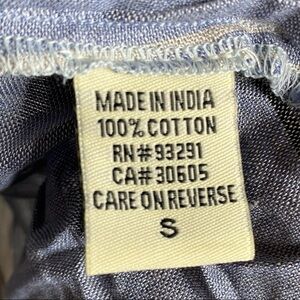 MADE IN INDIA
100% COTTON
RN# 93291
CA# 30605
CARE ON REVERSE
S